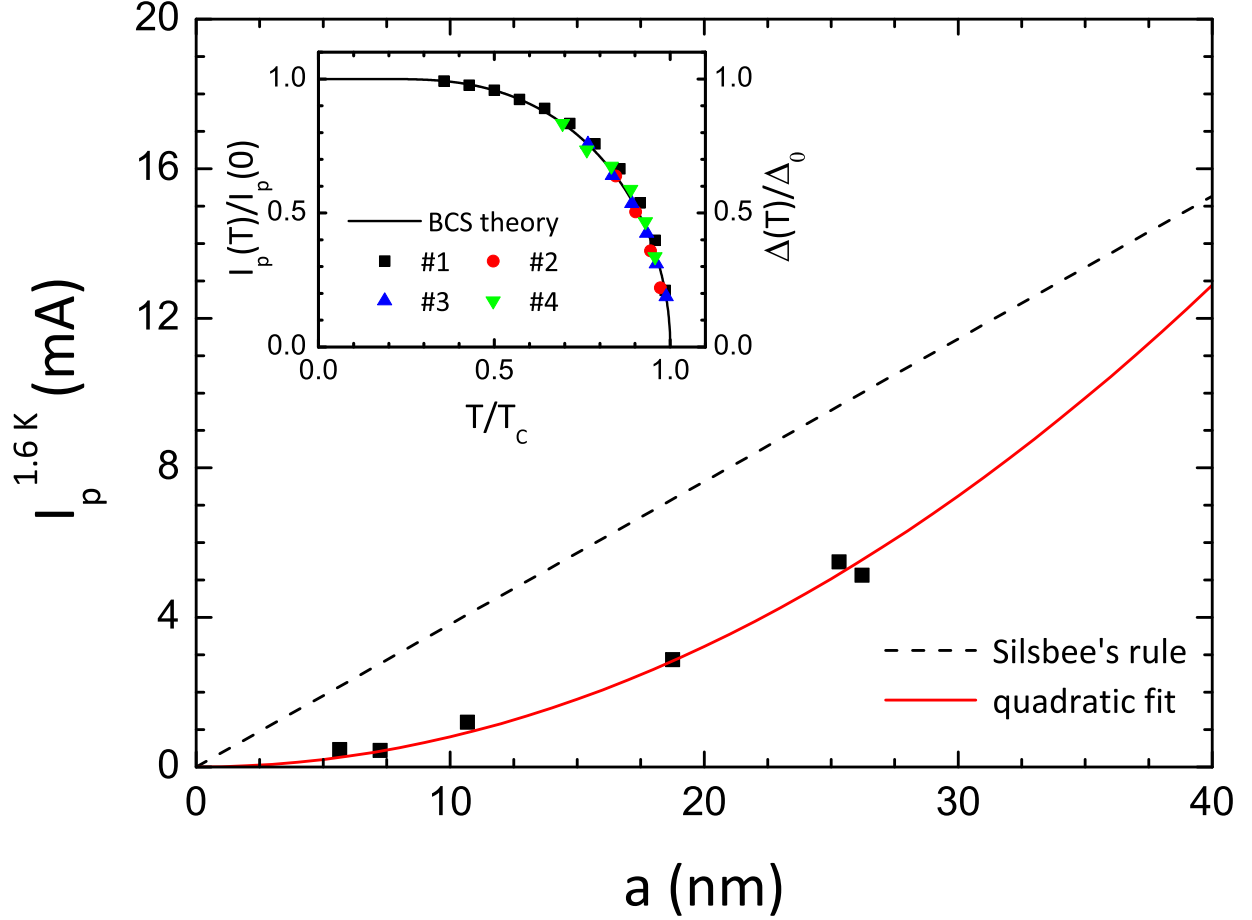 20
16
12
8
4
0
0
10
20
30
40
I_p^{1.6 K} (mA)
a (nm)
Silsbee's rule
quadratic fit
1.0
0.5
0.0
0.0
0.5
1.0
1.0
0.5
0.0
I_p(T)/I_p(0)
Δ(T)/Δ_0
T/T_C
BCS theory
#1 #2
#3 #4